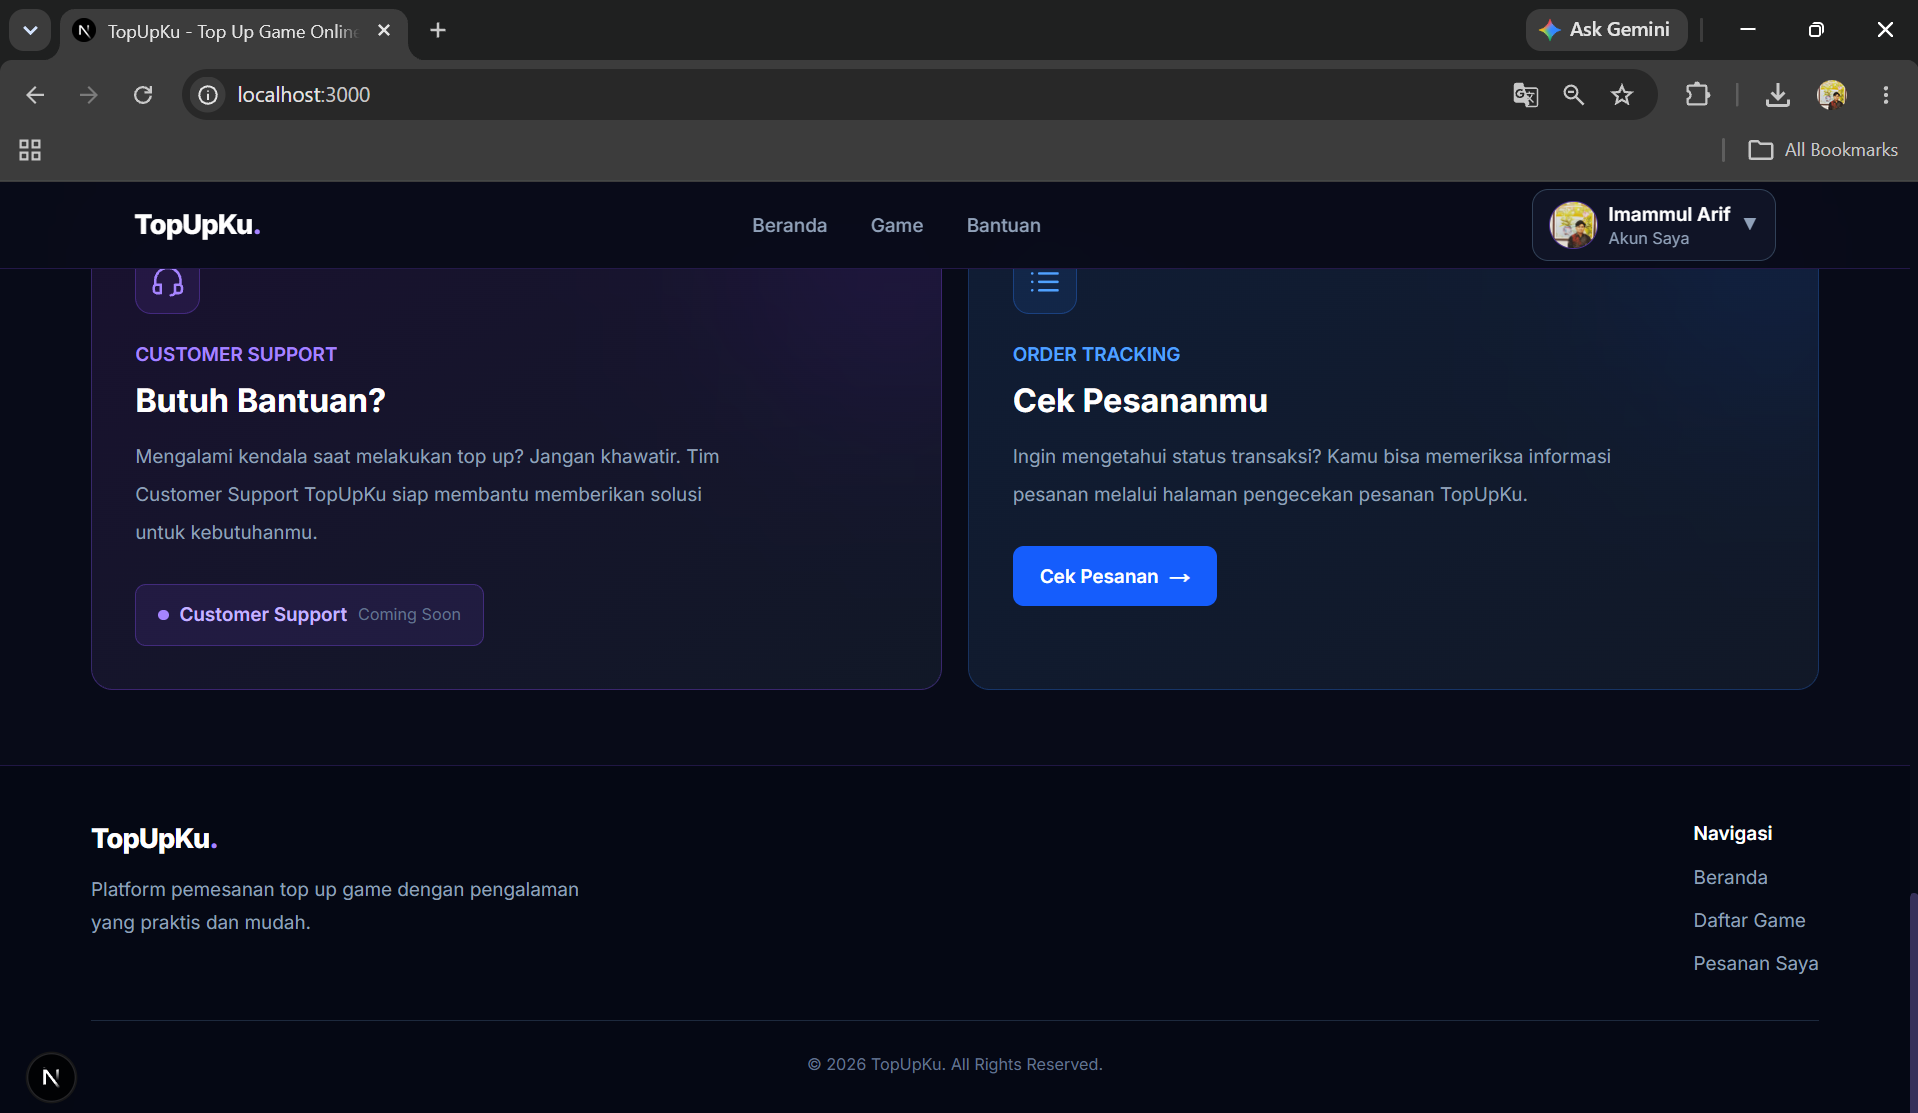 TopUpKu - Top Up Game Online
Ask Gemini
localhost:3000
All Bookmarks
TopUpKu.
Beranda
Game
Bantuan
Imammul Arif
Akun Saya
CUSTOMER SUPPORT
Butuh Bantuan?
Mengalami kendala saat melakukan top up? Jangan khawatir. Tim
Customer Support TopUpKu siap membantu memberikan solusi
untuk kebutuhanmu.
Customer Support Coming Soon
ORDER TRACKING
Cek Pesananmu
Ingin mengetahui status transaksi? Kamu bisa memeriksa informasi
pesanan melalui halaman pengecekan pesanan TopUpKu.
Cek Pesanan →
TopUpKu.
Platform pemesanan top up game dengan pengalaman
yang praktis dan mudah.
Navigasi
Beranda
Daftar Game
Pesanan Saya
© 2026 TopUpKu. All Rights Reserved.